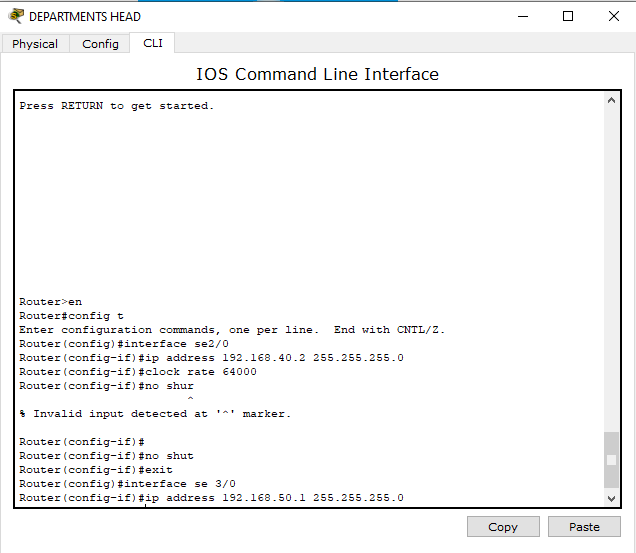 DEPARTMENTS HEAD
Physical Config CLI
IOS Command Line Interface
Press RETURN to get started.
Router>en
Router#config t
Enter configuration commands, one per line.  End with CNTL/Z.
Router(config)#interface se2/0
Router(config-if)#ip address 192.168.40.2 255.255.255.0
Router(config-if)#clock rate 64000
Router(config-if)#no shur
^
% Invalid input detected at '^' marker.
Router(config-if)#
Router(config-if)#no shut
Router(config-if)#exit
Router(config)#interface se 3/0
Router(config-if)#ip address 192.168.50.1 255.255.255.0
Copy Paste